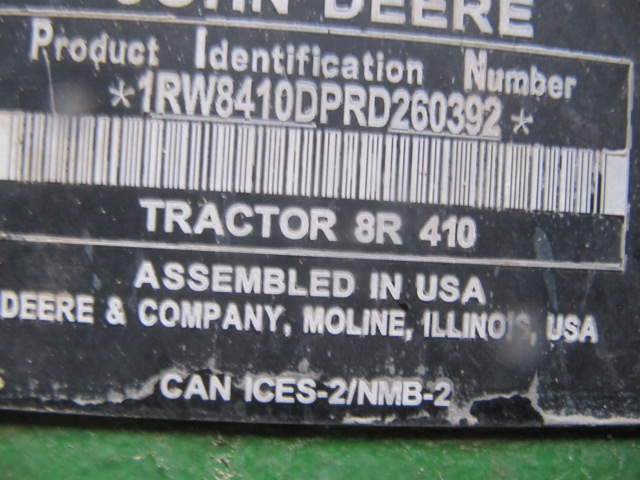 JOHN DEERE
Product Identification Number
*1RW8410DPRD260392*
TRACTOR 8R 410
ASSEMBLED IN USA
DEERE & COMPANY, MOLINE, ILLINOIS, USA
CAN ICES-2/NMB-2